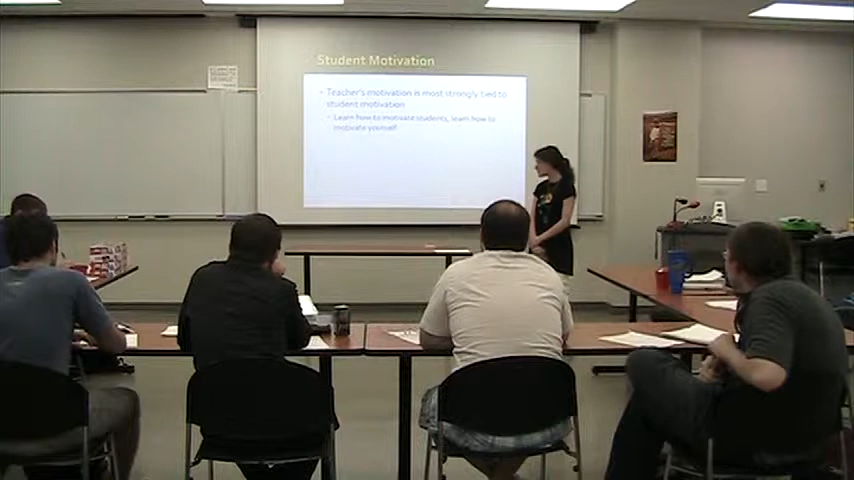 Student Motivation
Teacher's motivation is most strongly tied to
student motivation
Learn how to motivate students, learn how to
motivate yourself